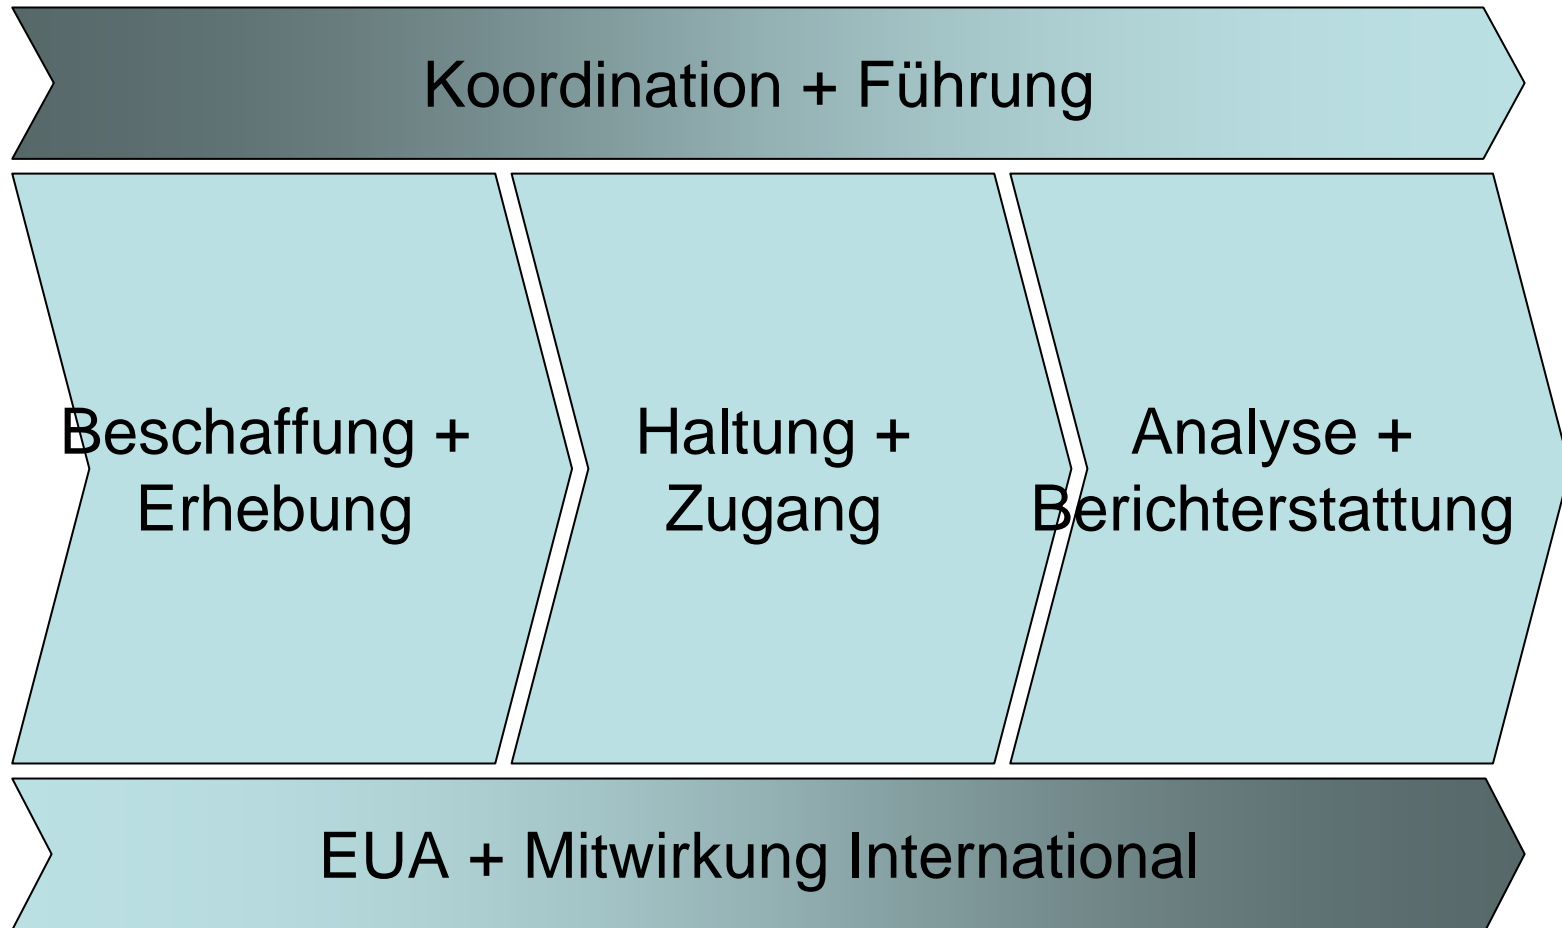 Koordination + Führung
Beschaffung +
Erhebung
Haltung +
Zugang
Analyse +
Berichterstattung
EUA + Mitwirkung International